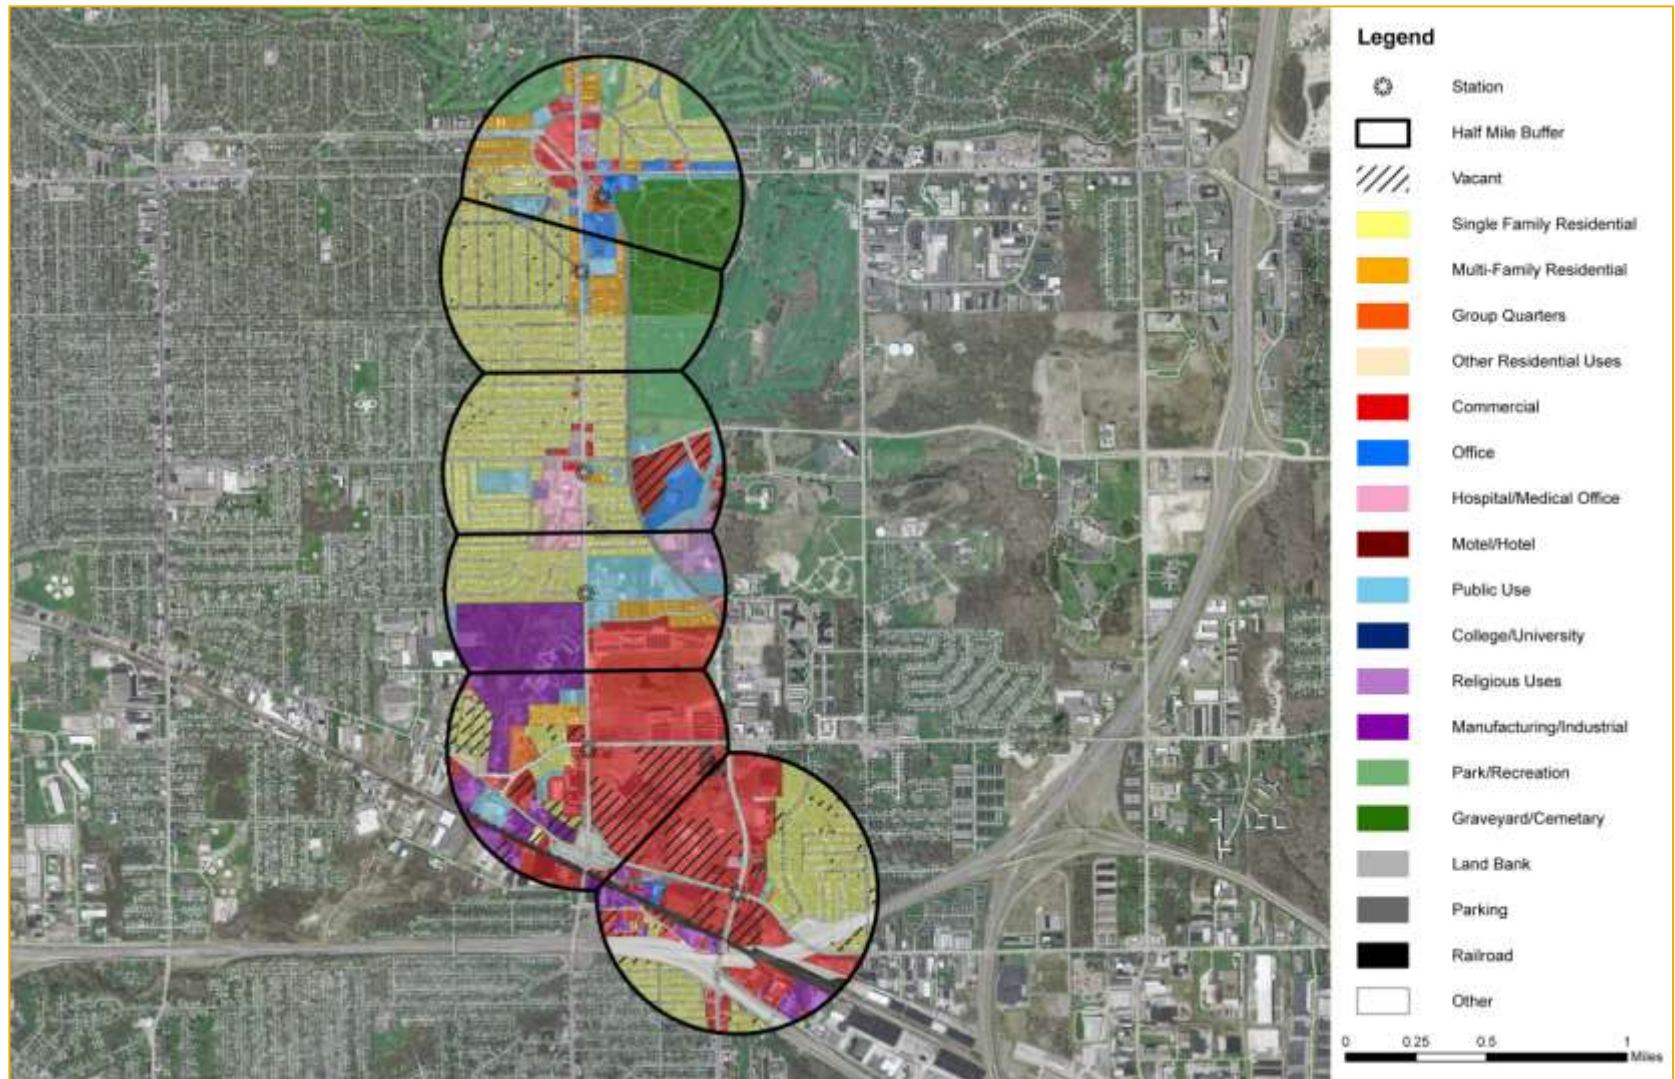 Legend
Station
Half Mile Buffer
Vacant
Single Family Residential
Multi-Family Residential
Group Quarters
Other Residential Uses
Commercial
Office
Hospital/Medical Office
Motel/Hotel
Public Use
College/University
Religious Uses
Manufacturing/Industrial
Park/Recreation
Graveyard/Cemetary
Land Bank
Parking
Railroad
Other
0 0.25 0.5 1
Miles